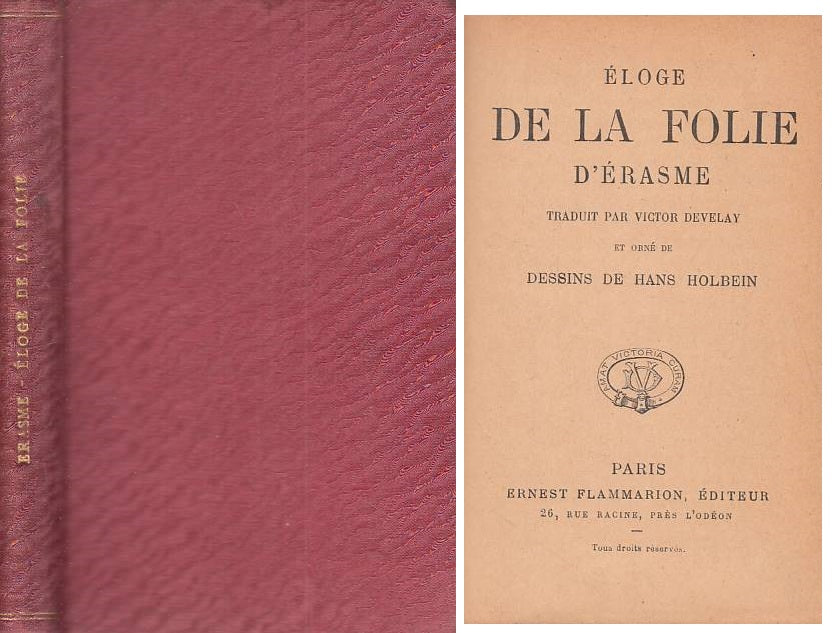 ERASME - ÉLOGE DE LA FOLIE
ÉLOGE
DE LA FOLIE
D'ÉRASME
TRADUIT PAR VICTOR DEVELAY
ET ORNÉ DE
DESSINS DE HANS HOLBEIN
AMAT VICTORIA CURAM
VD
PARIS
ERNEST FLAMMARION, ÉDITEUR
26, RUE RACINE, PRÈS L'ODÉON
Tous droits réservés.